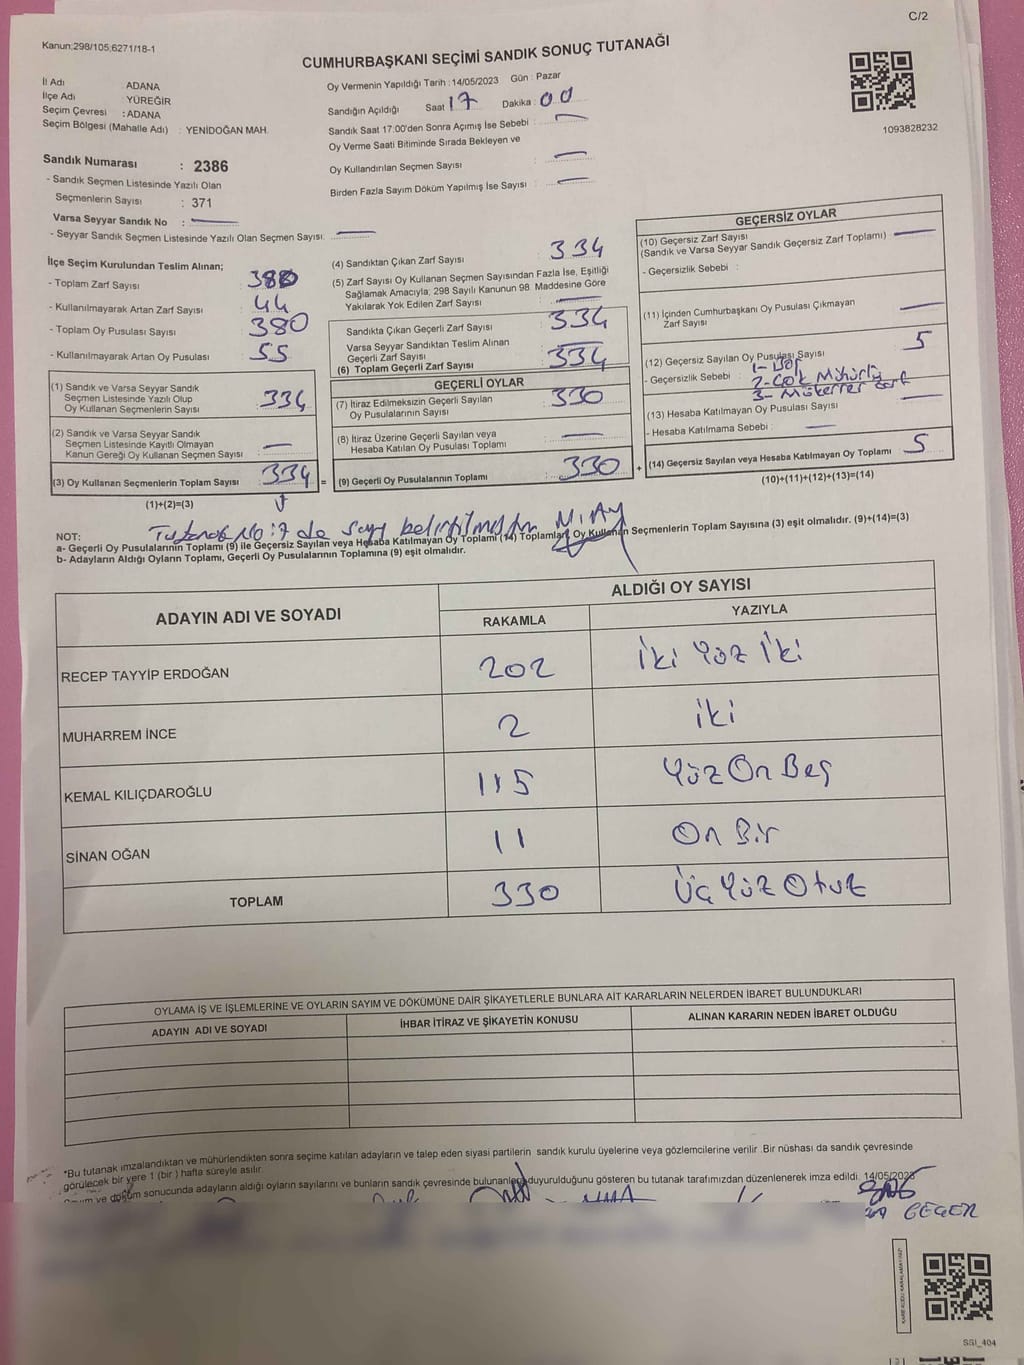 C/2
Kanun:298/105;6271/18-1
CUMHURBAŞKANI SEÇİMİ SANDIK SONUÇ TUTANAĞI
İl Adı : ADANA
İlçe Adı : YÜREĞİR
Seçim Çevresi : ADANA
Seçim Bölgesi (Mahalle Adı) : YENİDOĞAN MAH.
Sandık Numarası : 2386
- Sandık Seçmen Listesinde Yazılı Olan
Seçmenlerin Sayısı : 371
Varsa Seyyar Sandık No :
- Seyyar Sandık Seçmen Listesinde Yazılı Olan Seçmen Sayısı:
Oy Vermenin Yapıldığı Tarih : 14/05/2023 Gün : Pazar
Sandığın Açıldığı Saat 17 Dakika : 00
Sandık Saat 17:00'den Sonra Açımış İse Sebebi :
Oy Verme Saati Bitiminde Sırada Bekleyen ve
Oy Kullandırılan Seçmen Sayısı :
Birden Fazla Sayım Döküm Yapılmış İse Sayısı :
1093828232
İlçe Seçim Kurulundan Teslim Alınan;
- Toplam Zarf Sayısı : 380
- Kullanılmayarak Artan Zarf Sayısı : 44
- Toplam Oy Pusulası Sayısı : 380
- Kullanılmayarak Artan Oy Pusulası : 55
(1) Sandık ve Varsa Seyyar Sandık
Seçmen Listesinde Yazılı Olup
Oy Kullanan Seçmenlerin Sayısı : 334
(2) Sandık ve Varsa Seyyar Sandık
Seçmen Listesinde Kayıtlı Olmayan
Kanun Gereği Oy Kullanan Seçmen Sayısı :
(3) Oy Kullanan Seçmenlerin Toplam Sayısı : 334 =
(1)+(2)=(3)
(4) Sandıktan Çıkan Zarf Sayısı : 334
(5) Zarf Sayısı Oy Kullanan Seçmen Sayısından Fazla İse, Eşitliği
Sağlamak Amacıyla; 298 Sayılı Kanunun 98. Maddesine Göre
Yakılarak Yok Edilen Zarf Sayısı :
Sandıkta Çıkan Geçerli Zarf Sayısı : 334
Varsa Seyyar Sandıktan Teslim Alınan
Geçerli Zarf Sayısı :
(6) Toplam Geçerli Zarf Sayısı : 334
GEÇERLİ OYLAR
(7) İtiraz Edilmeksizin Geçerli Sayılan
Oy Pusulalarının Sayısı : 330
(8) İtiraz Üzerine Geçerli Sayılan veya
Hesaba Katılan Oy Pusulası Toplamı :
(9) Geçerli Oy Pusulalarının Toplamı : 330 +
GEÇERSİZ OYLAR
(10) Geçersiz Zarf Sayısı
(Sandık ve Varsa Seyyar Sandık Geçersiz Zarf Toplamı) :
- Geçersizlik Sebebi :
(11) İçinden Cumhurbaşkanı Oy Pusulası Çıkmayan
Zarf Sayısı :
(12) Geçersiz Sayılan Oy Pusulası Sayısı : 5
- Geçersizlik Sebebi : 1- Boş
2- Çok Mühürlü
3- Mükerrer zarf
(13) Hesaba Katılmayan Oy Pusulası Sayısı :
- Hesaba Katılmama Sebebi :
(14) Geçersiz Sayılan veya Hesaba Katılmayan Oy Toplamı : 5
(10)+(11)+(12)+(13)=(14)
Tutanak No: 7 de sayı belirtilmiştir
NOT:
a- Geçerli Oy Pusulalarının Toplamı (9) ile Geçersiz Sayılan veya Hesaba Katılmayan Oy Toplamı (14) Toplamları, Oy Kullanan Seçmenlerin Toplam Sayısına (3) eşit olmalıdır. (9)+(14)=(3)
b- Adayların Aldığı Oyların Toplamı, Geçerli Oy Pusulalarının Toplamına (9) eşit olmalıdır.
ADAYIN ADI VE SOYADI ALDIĞI OY SAYISI
RAKAMLA YAZIYLA
RECEP TAYYİP ERDOĞAN 202 İki Yüz İki
MUHARREM İNCE 2 iki
KEMAL KILIÇDAROĞLU 115 Yüz On Beş
SİNAN OĞAN 11 On Bir
TOPLAM 330 Üç Yüz Otuz
OYLAMA İŞ VE İŞLEMLERİNE VE OYLARIN SAYIM VE DÖKÜMÜNE DAİR ŞİKAYETLERLE BUNLARA AİT KARARLARIN NELERDEN İBARET BULUNDUKLARI
ADAYIN ADI VE SOYADI İHBAR İTİRAZ VE ŞİKAYETİN KONUSU ALINAN KARARIN NEDEN İBARET OLDUĞU
*Bu tutanak imzalandıktan ve mühürlendikten sonra seçime katılan adayların ve talep eden siyasi partilerin sandık kurulu üyelerine veya gözlemcilerine verilir .Bir nüshası da sandık çevresinde
görülecek bir yere 1 (bir) hafta süreyle asılır.
ve döküm sonucunda adayların aldığı oyların sayılarını ve bunların sandık çevresinde bulunanlara duyurulduğunu gösteren bu tutanak tarafımızdan düzenlenerek imza edildi. 14/05/2023
GEÇER
SSI_404